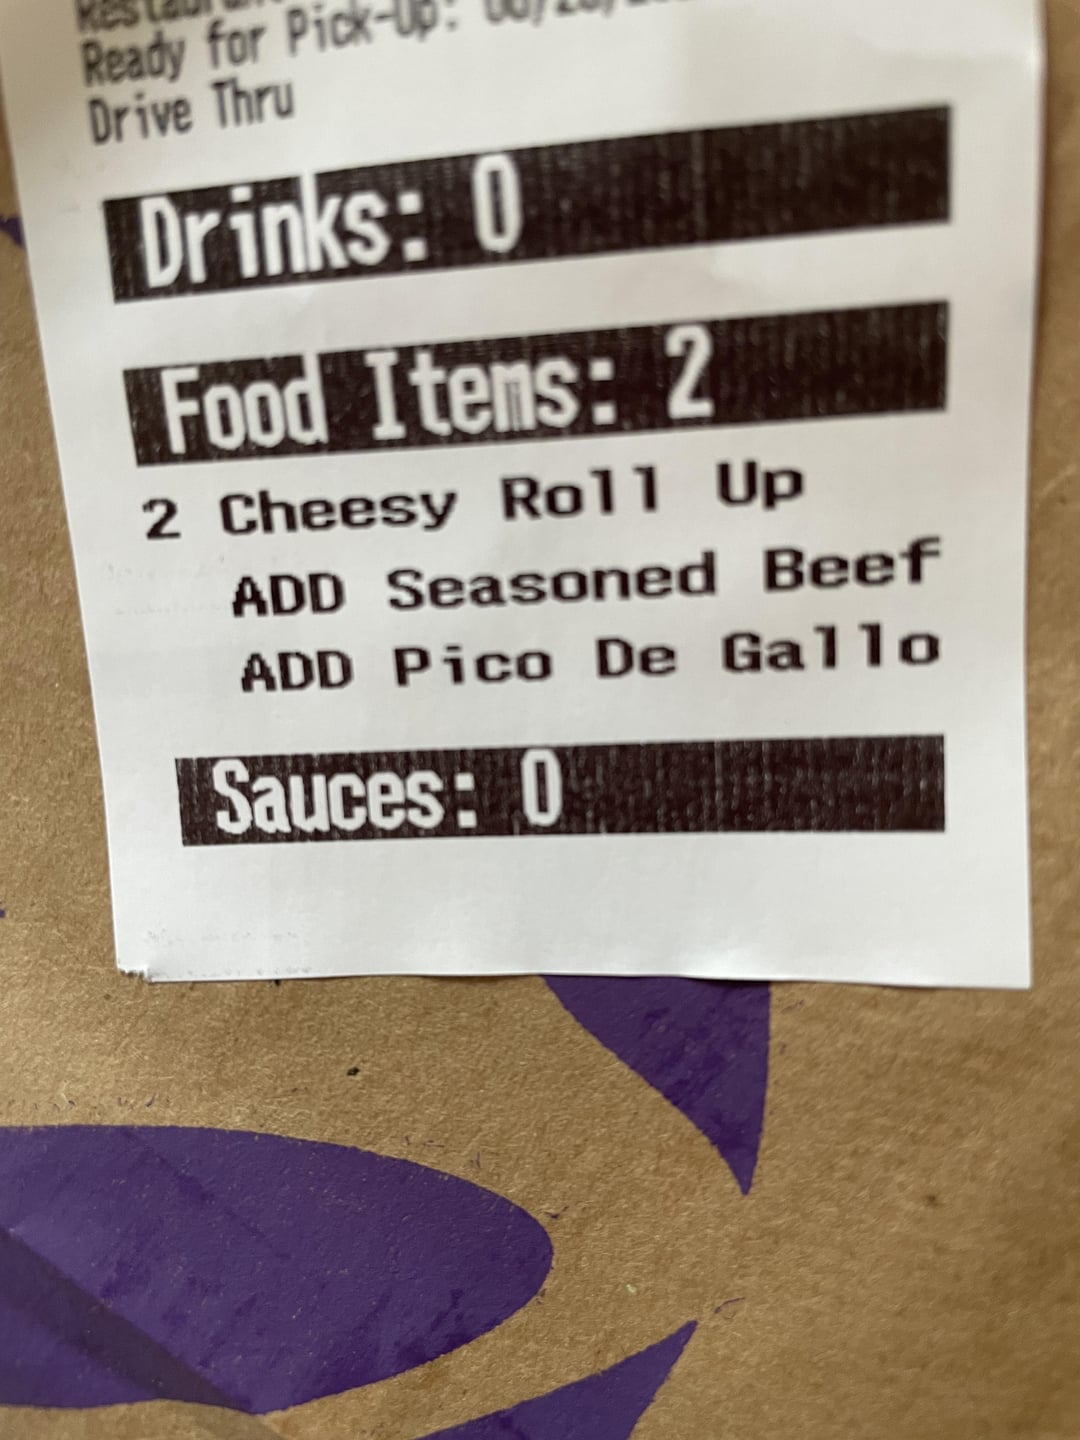 Ready for Pick-Up:
Drive Thru
Drinks: 0
Food Items: 2
2 Cheesy Roll Up
ADD Seasoned Beef
ADD Pico De Gallo
Sauces: 0